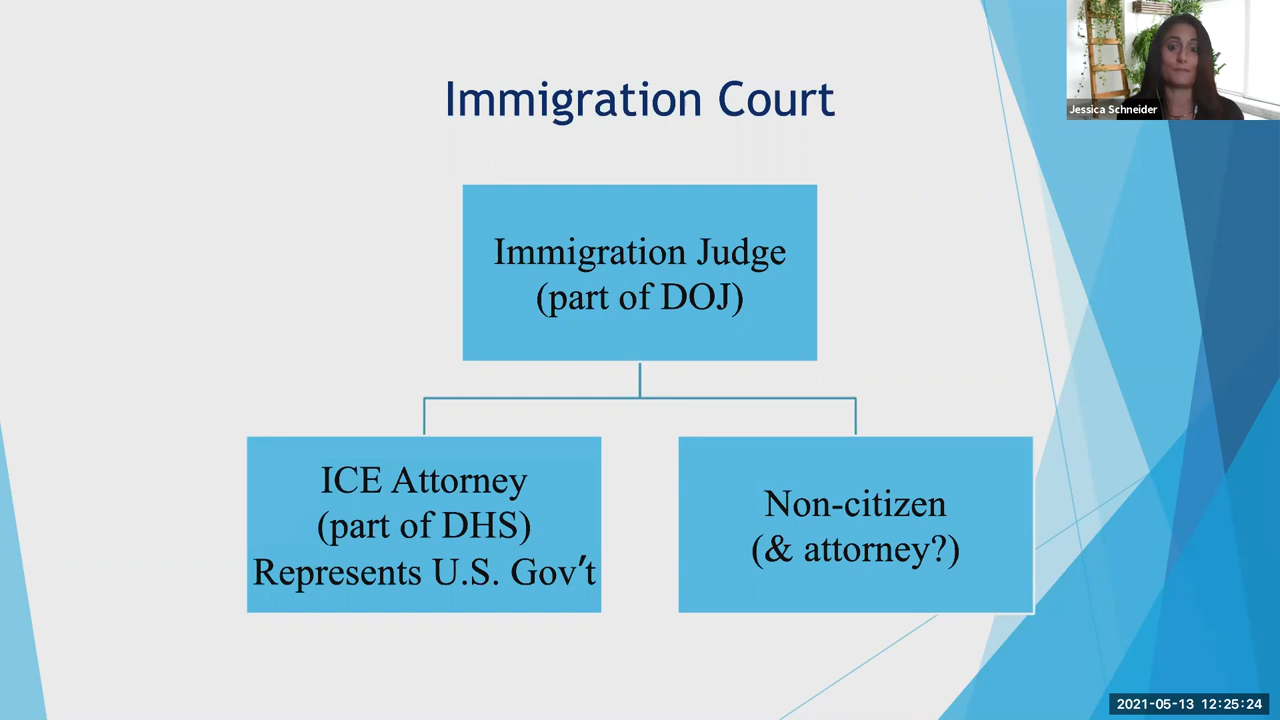 Immigration Court
Jessica Schneider
Immigration Judge
(part of DOJ)
ICE Attorney
(part of DHS)
Represents U.S. Gov't
Non-citizen
(& attorney?)
2021-05-13 12:25:24